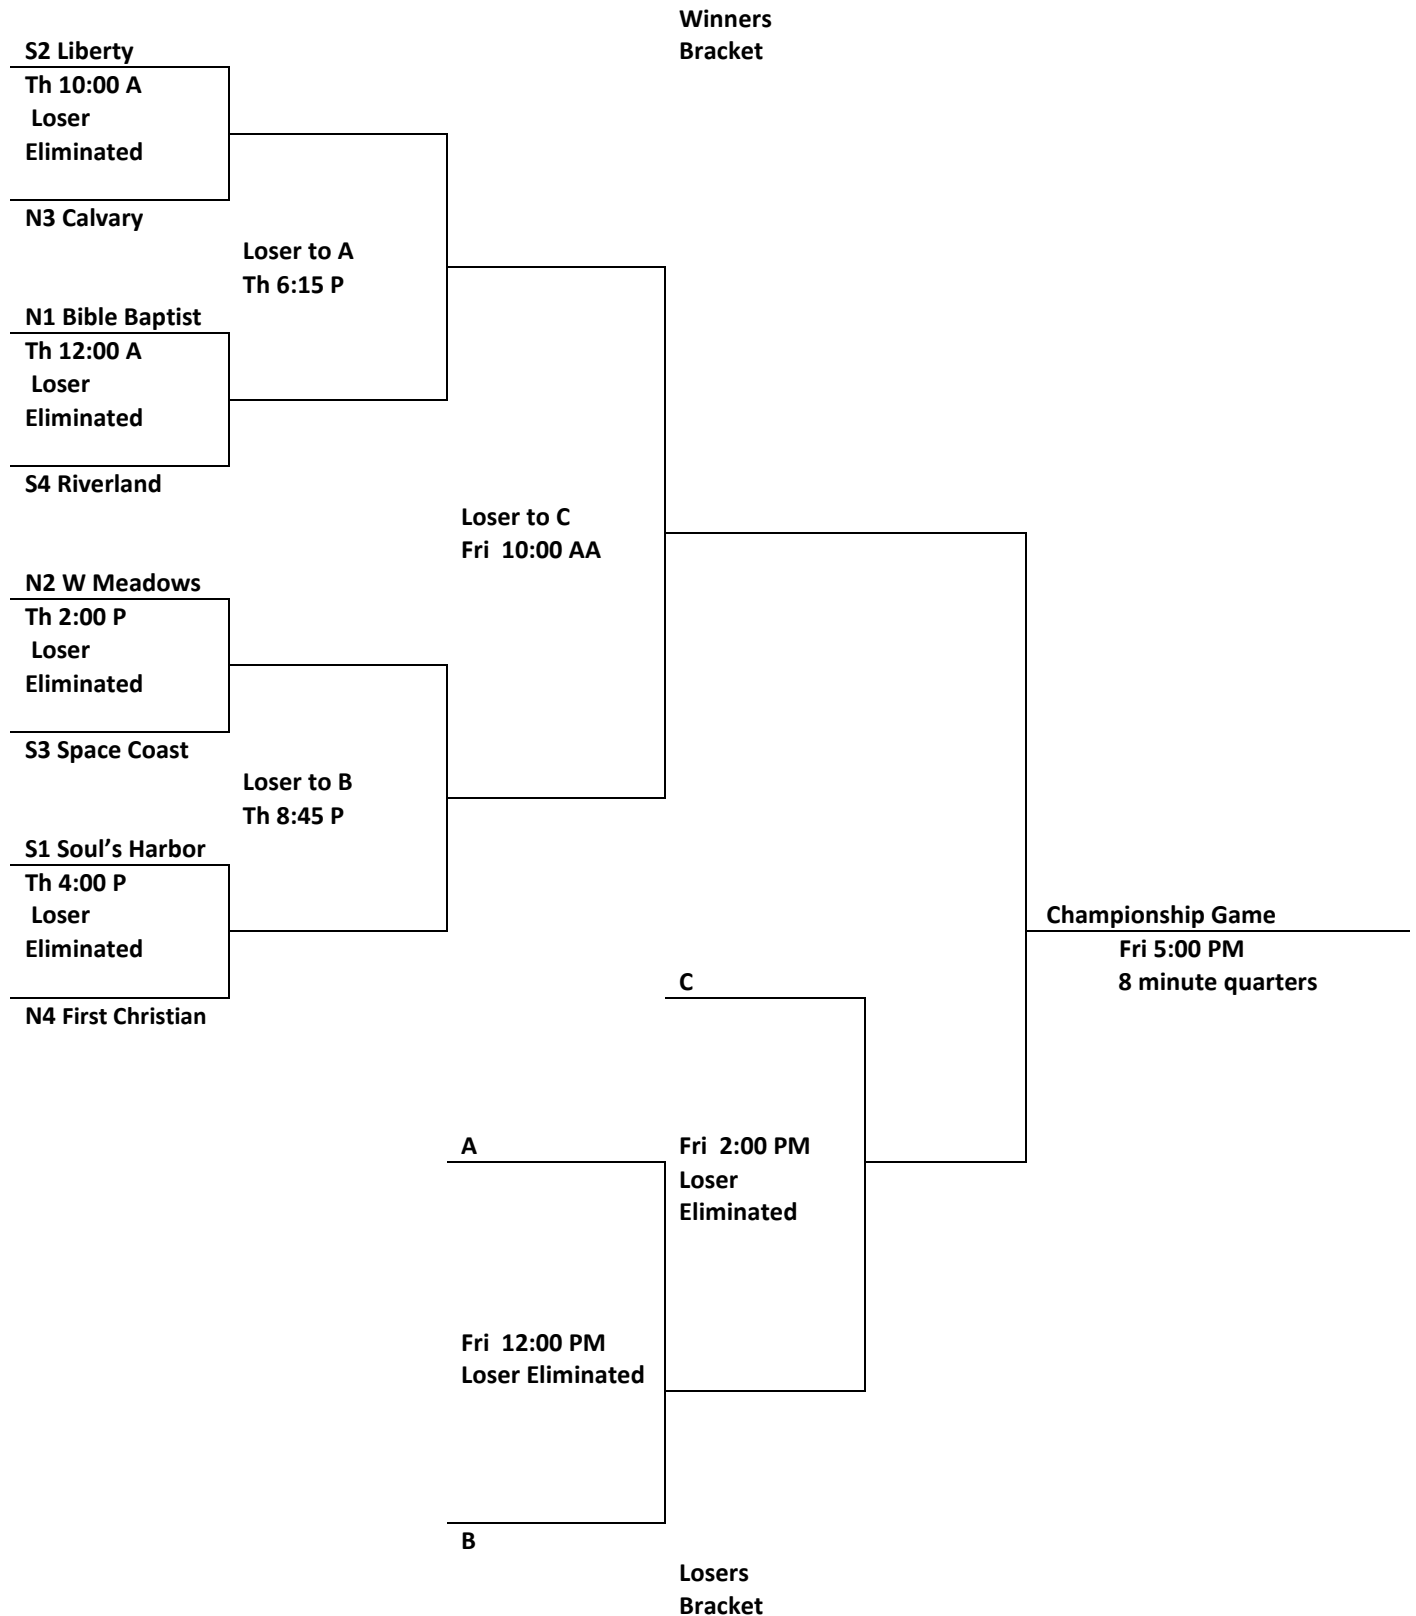 Winners
Bracket
S2 Liberty
Th 10:00 A
Loser
Eliminated
N3 Calvary
Loser to A
Th 6:15 P
N1 Bible Baptist
Th 12:00 A
Loser
Eliminated
S4 Riverland
Loser to C
Fri 10:00 AA
N2 W Meadows
Th 2:00 P
Loser
Eliminated
S3 Space Coast
Loser to B
Th 8:45 P
S1 Soul’s Harbor
Th 4:00 P
Loser
Eliminated
N4 First Christian
Championship Game
Fri 5:00 PM
8 minute quarters
C
A
Fri 2:00 PM
Loser
Eliminated
Fri 12:00 PM
Loser Eliminated
B
Losers
Bracket